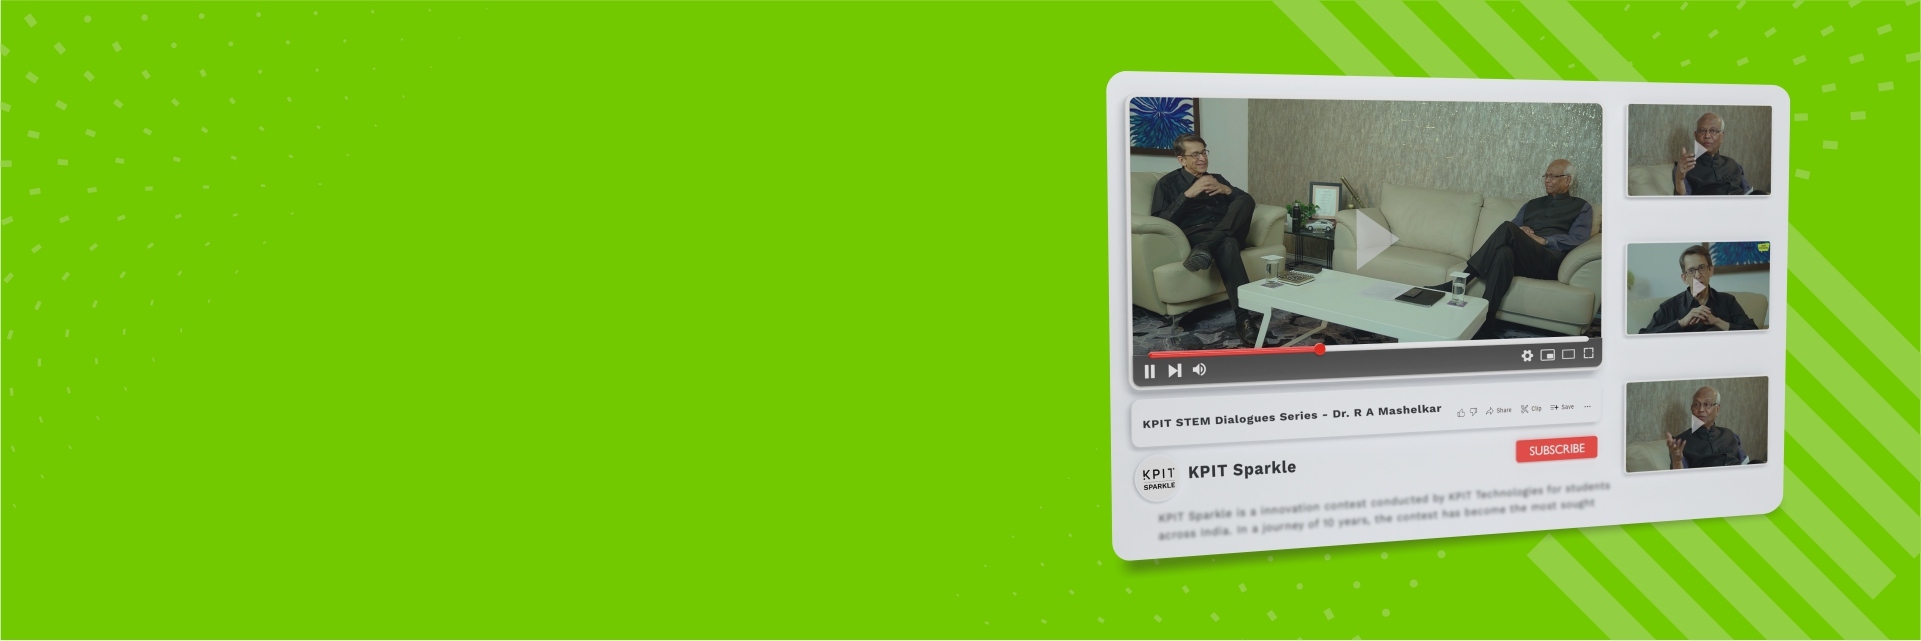 KPIT STEM Dialogues Series - Dr. R A Mashelkar
Share
Clip
Save
SUBSCRIBE
KPIT
SPARKLE
KPIT Sparkle
KPIT Sparkle is a innovation contest conducted by KPIT Technologies for students
across India. In a journey of 10 years, the contest has become the most sought